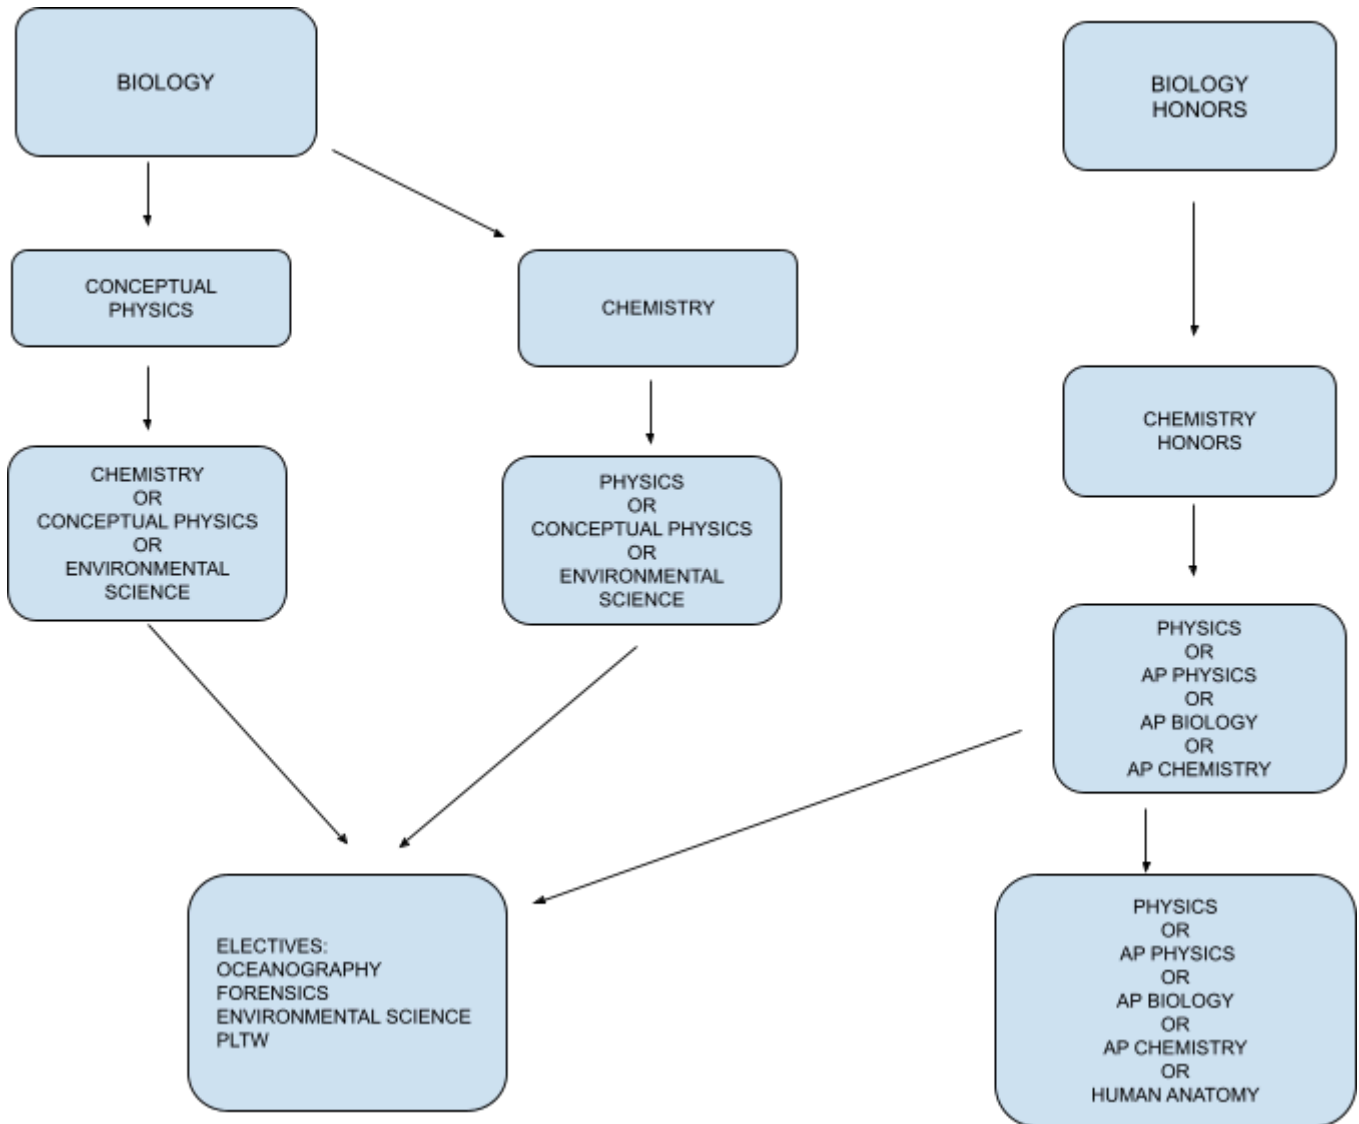 BIOLOGY
BIOLOGY
HONORS
CONCEPTUAL
PHYSICS
CHEMISTRY
CHEMISTRY
HONORS
CHEMISTRY
OR
CONCEPTUAL PHYSICS
OR
ENVIRONMENTAL
SCIENCE
PHYSICS
OR
CONCEPTUAL PHYSICS
OR
ENVIRONMENTAL
SCIENCE
PHYSICS
OR
AP PHYSICS
OR
AP BIOLOGY
OR
AP CHEMISTRY
ELECTIVES:
OCEANOGRAPHY
FORENSICS
ENVIRONMENTAL SCIENCE
PLTW
PHYSICS
OR
AP PHYSICS
OR
AP BIOLOGY
OR
AP CHEMISTRY
OR
HUMAN ANATOMY